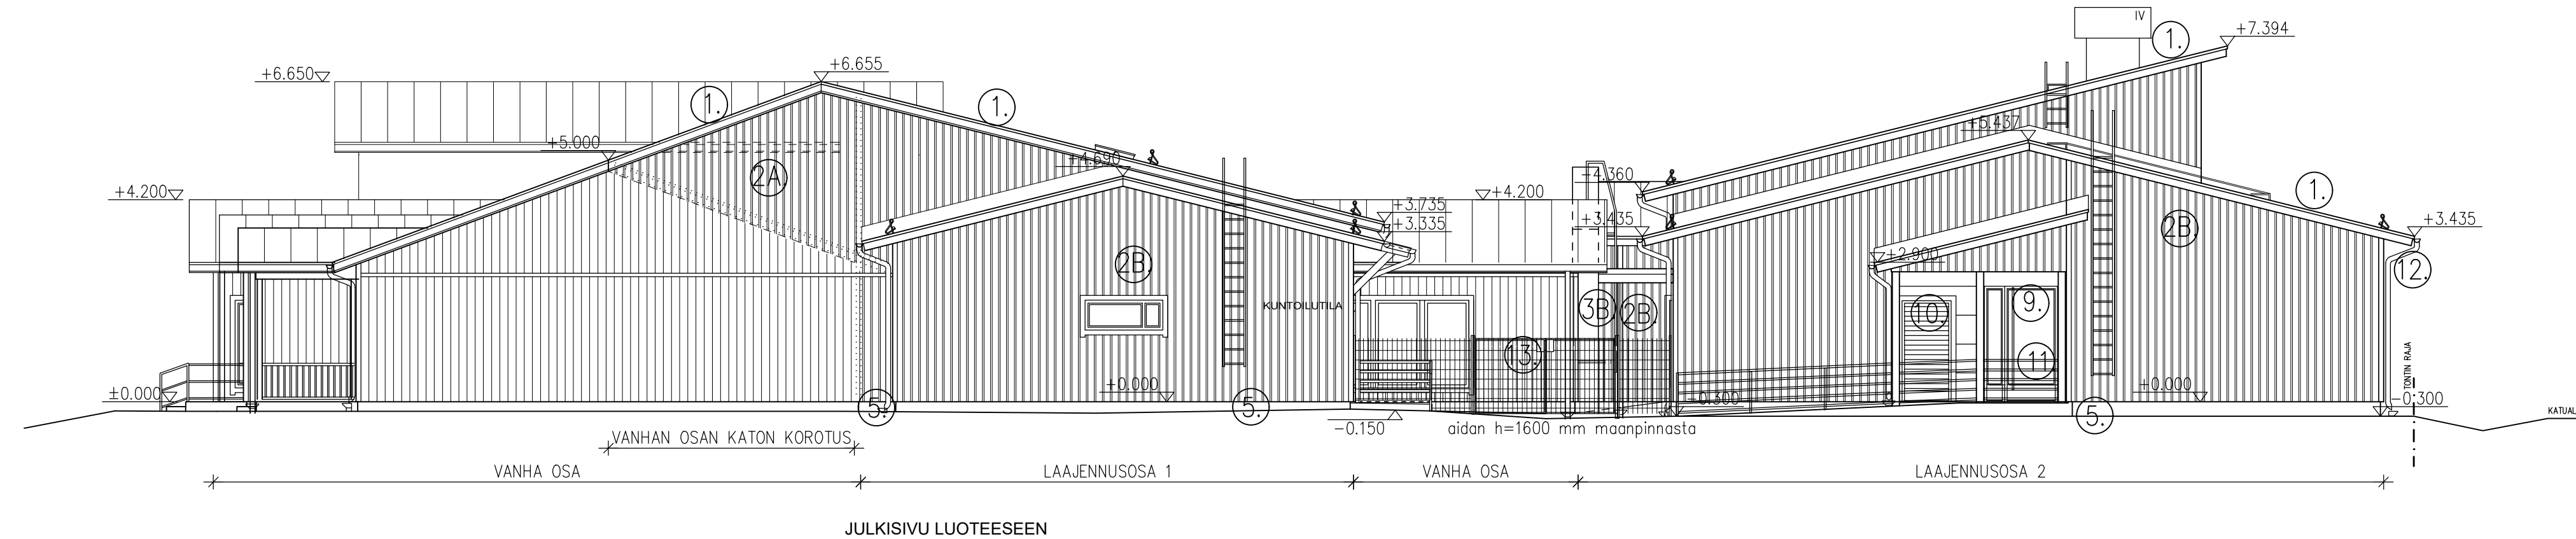 IV
1.
+7.394
+6.650
+6.655
1.
1.
+5.000
2A.
+4.690
+5.437
+4.200
+4.360
+4.200
1.
+3.735
+3.335
+3.435
2B.
+3.435
2B.
+2.900
12.
KUNTOILUTILA
3B.
2B.
10.
9.
13.
11.
TONTIN RAJA
±0.000
+0.000
-0.300
+0.000
-0.300
5.
5.
5.
KATUAL
-0.150
aidan h=1600 mm maanpinnasta
VANHAN OSAN KATON KOROTUS
VANHA OSA
LAAJENNUSOSA 1
VANHA OSA
LAAJENNUSOSA 2
JULKISIVU LUOTEESEEN